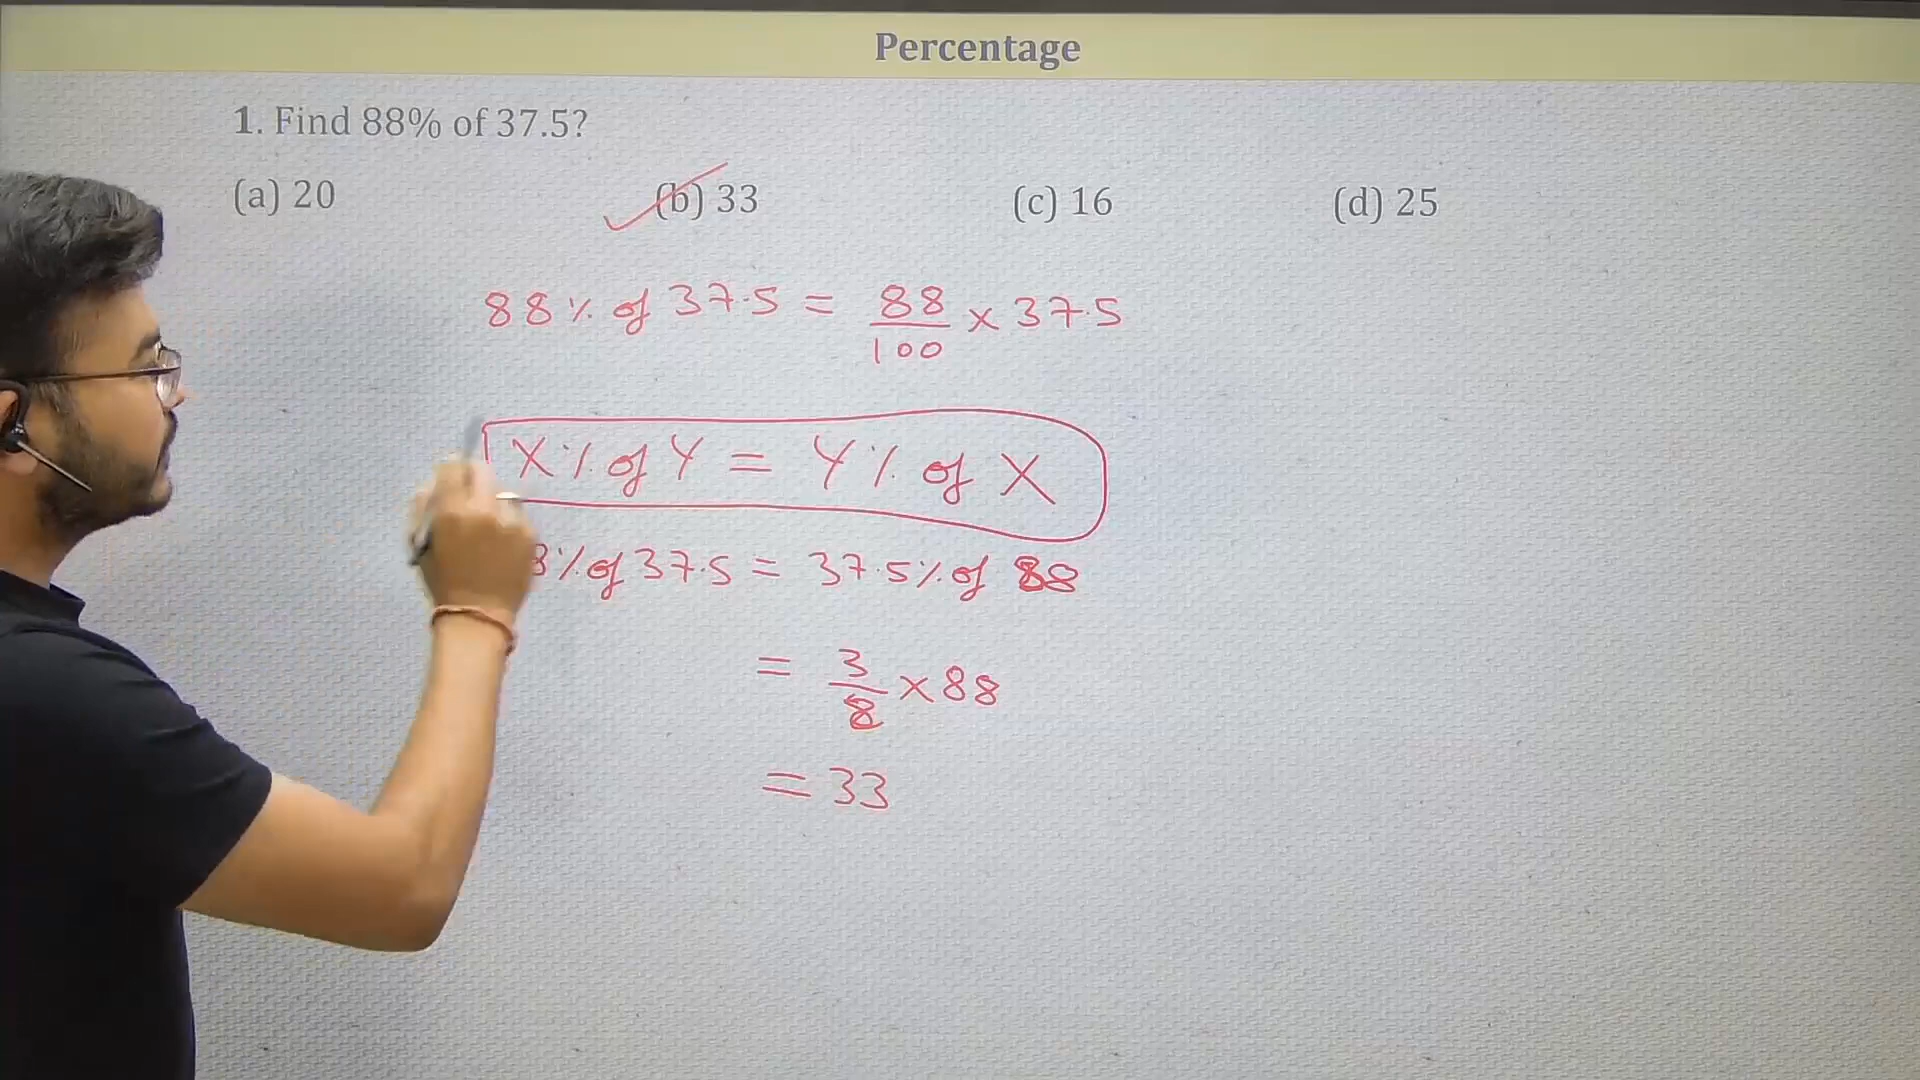 Percentage
1. Find 88% of 37.5?
(a) 20 (b) 33 (c) 16 (d) 25
88% of 37.5 = 88/100 × 37.5
X% of Y = Y% of X
8% of 37.5 = 37.5% of 88
= 3/8 × 88
= 33